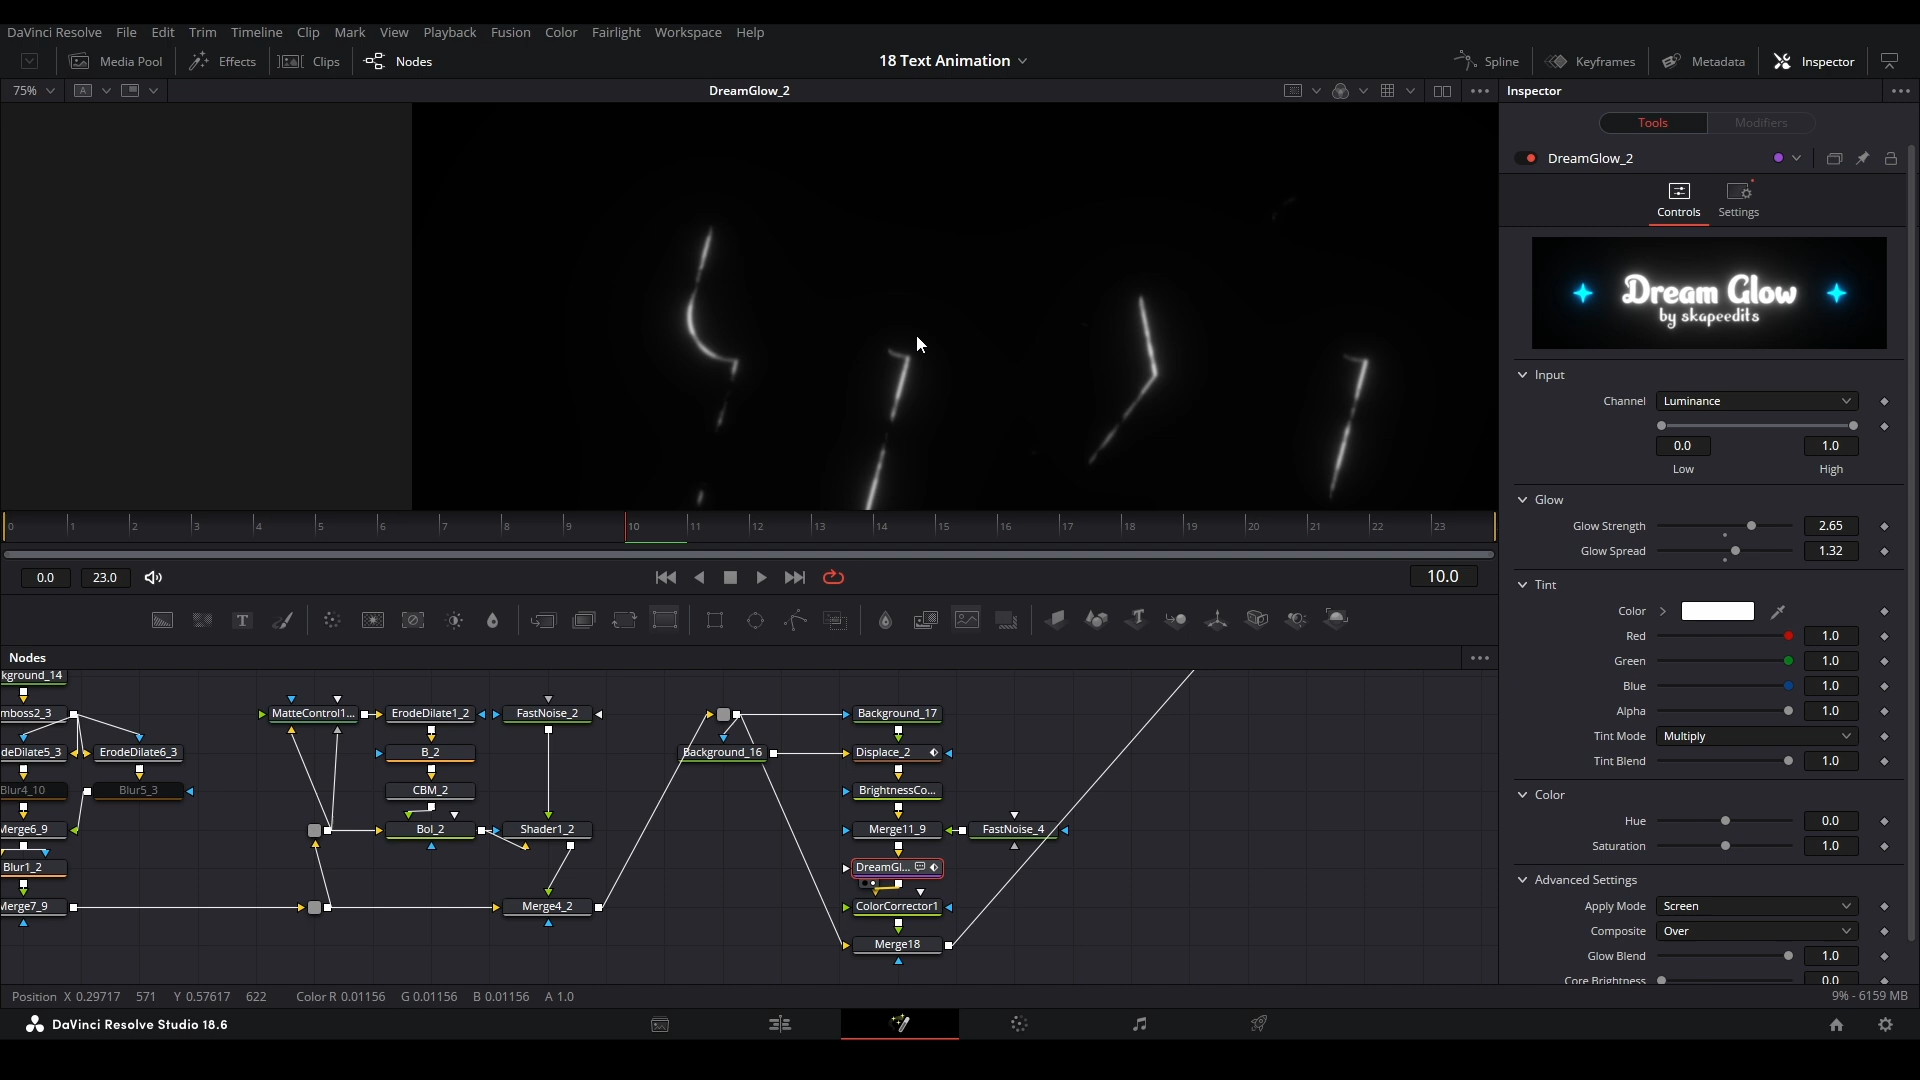 DaVinci Resolve File Edit Trim Timeline Clip Mark View Playback Fusion Color Fairlight Workspace Help
Media Pool Effects Clips Nodes 18 Text Animation Spline Keyframes Metadata Inspector
75% A DreamGlow_2 Inspector
Tools Modifiers
DreamGlow_2
Controls Settings
Dream Glow
by skapeedits
Input
Channel Luminance
0.0 1.0
Low High
Glow
Glow Strength 2.65
Glow Spread 1.32
Tint
Color
Red 1.0
Green 1.0
Blue 1.0
Alpha 1.0
Tint Mode Multiply
Tint Blend 1.0
Color
Hue 0.0
Saturation 1.0
Advanced Settings
Apply Mode Screen
Composite Over
Glow Blend 1.0
Core Brightness 0.0
0 1 2 3 4 5 6 7 8 9 10 11 12 13 14 15 16 17 18 19 20 21 22 23
0.0 23.0 10.0
Nodes
kground_14
mboss2_3 MatteControl1... ErodeDilate1_2 FastNoise_2 Background_17
deDilate5_3 ErodeDilate6_3 B_2 Background_16 Displace_2
Blur4_10 Blur5_3 CBM_2 BrightnessCo...
Merge6_9 Bol_2 Shader1_2 Merge11_9 FastNoise_4
Blur1_2 DreamGl...
Merge7_9 Merge4_2 ColorCorrector1
Merge18
Position X 0.29717 571 Y 0.57617 622 Color R 0.01156 G 0.01156 B 0.01156 A 1.0 9% - 6159 MB
DaVinci Resolve Studio 18.6